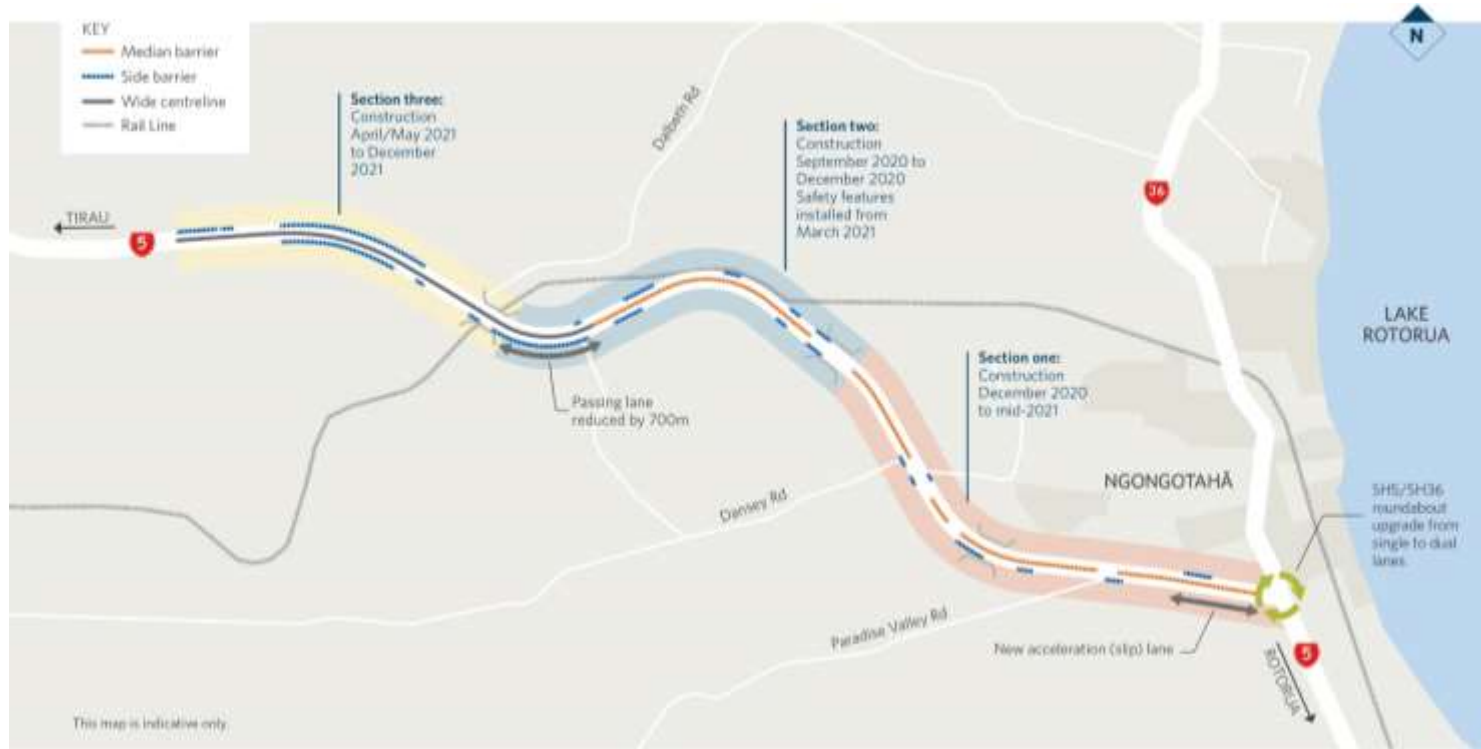 KEY
Median barrier
Side barrier
Wide centreline
Rail Line
N
Section three:
Construction
April/May 2021
to December
2021
Dalbeth Rd
Section two:
Construction
September 2020 to
December 2020
Safety features
installed from
March 2021
36
TIRAU
5
LAKE
ROTORUA
Section one:
Construction
December 2020
to mid-2021
Passing lane
reduced by 700m
NGONGOTAHĀ
Dansey Rd
SH5/SH36
roundabout
upgrade from
single to dual
lanes.
Paradise Valley Rd
New acceleration (slip) lane
5
ROTORUA
This map is indicative only.